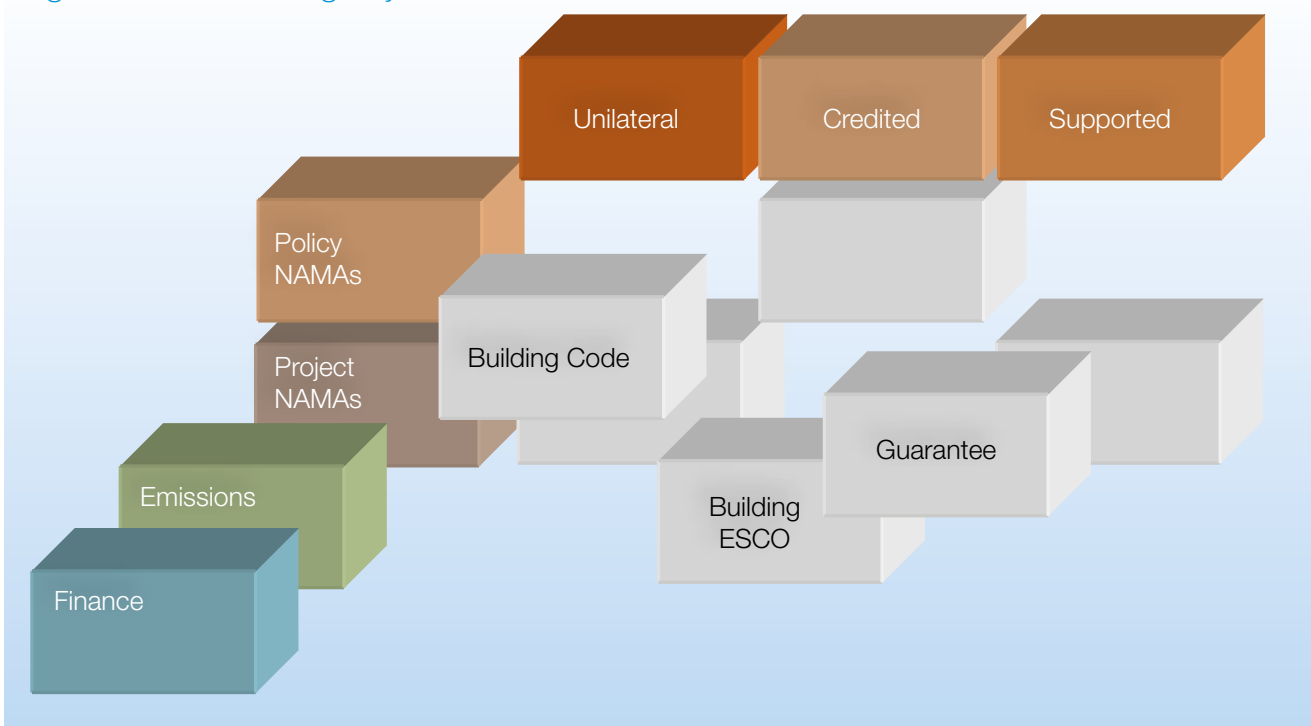 Unilateral
Credited
Supported
Policy
NAMAs
Building Code
Project
NAMAs
Guarantee
Emissions
Building
ESCO
Finance